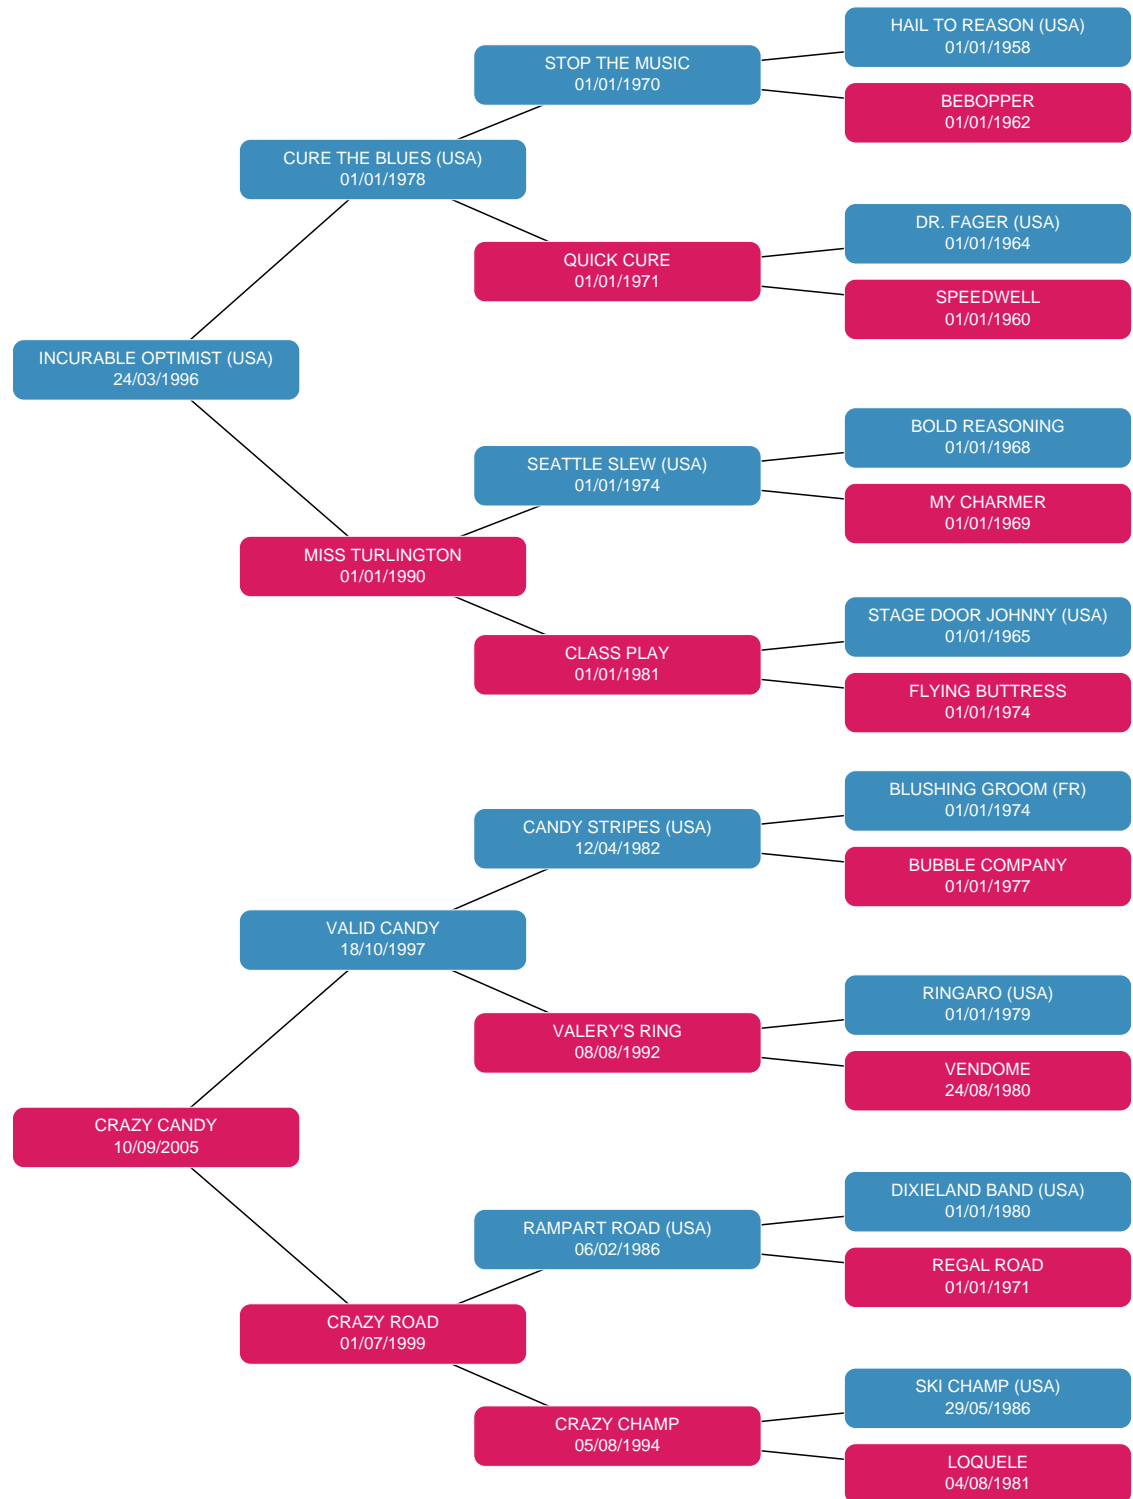 HAIL TO REASON (USA)
01/01/1958
STOP THE MUSIC
01/01/1970
BEBOPPER
01/01/1962
CURE THE BLUES (USA)
01/01/1978
DR. FAGER (USA)
01/01/1964
QUICK CURE
01/01/1971
SPEEDWELL
01/01/1960
INCURABLE OPTIMIST (USA)
24/03/1996
BOLD REASONING
01/01/1968
SEATTLE SLEW (USA)
01/01/1974
MY CHARMER
01/01/1969
MISS TURLINGTON
01/01/1990
STAGE DOOR JOHNNY (USA)
01/01/1965
CLASS PLAY
01/01/1981
FLYING BUTTRESS
01/01/1974
BLUSHING GROOM (FR)
01/01/1974
CANDY STRIPES (USA)
12/04/1982
BUBBLE COMPANY
01/01/1977
VALID CANDY
18/10/1997
RINGARO (USA)
01/01/1979
VALERY'S RING
08/08/1992
VENDOME
24/08/1980
CRAZY CANDY
10/09/2005
DIXIELAND BAND (USA)
01/01/1980
RAMPART ROAD (USA)
06/02/1986
REGAL ROAD
01/01/1971
CRAZY ROAD
01/07/1999
SKI CHAMP (USA)
29/05/1986
CRAZY CHAMP
05/08/1994
LOQUELE
04/08/1981